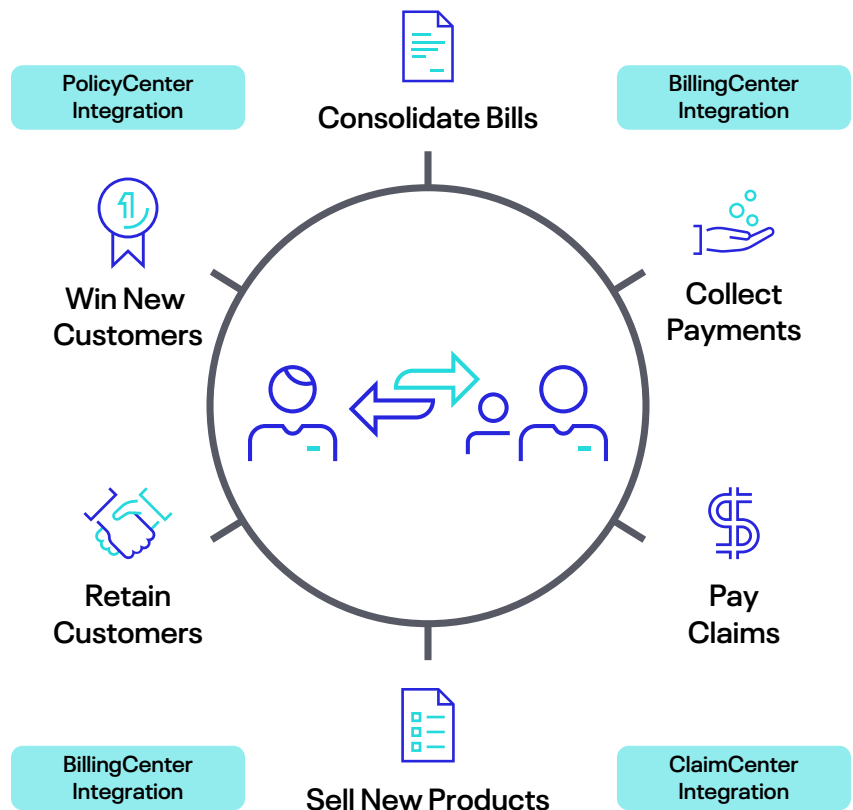 PolicyCenter
Integration
Consolidate Bills
BillingCenter
Integration
1
Win New
Customers
Collect
Payments
Retain
Customers
$
Pay
Claims
BillingCenter
Integration
Sell New Products
ClaimCenter
Integration